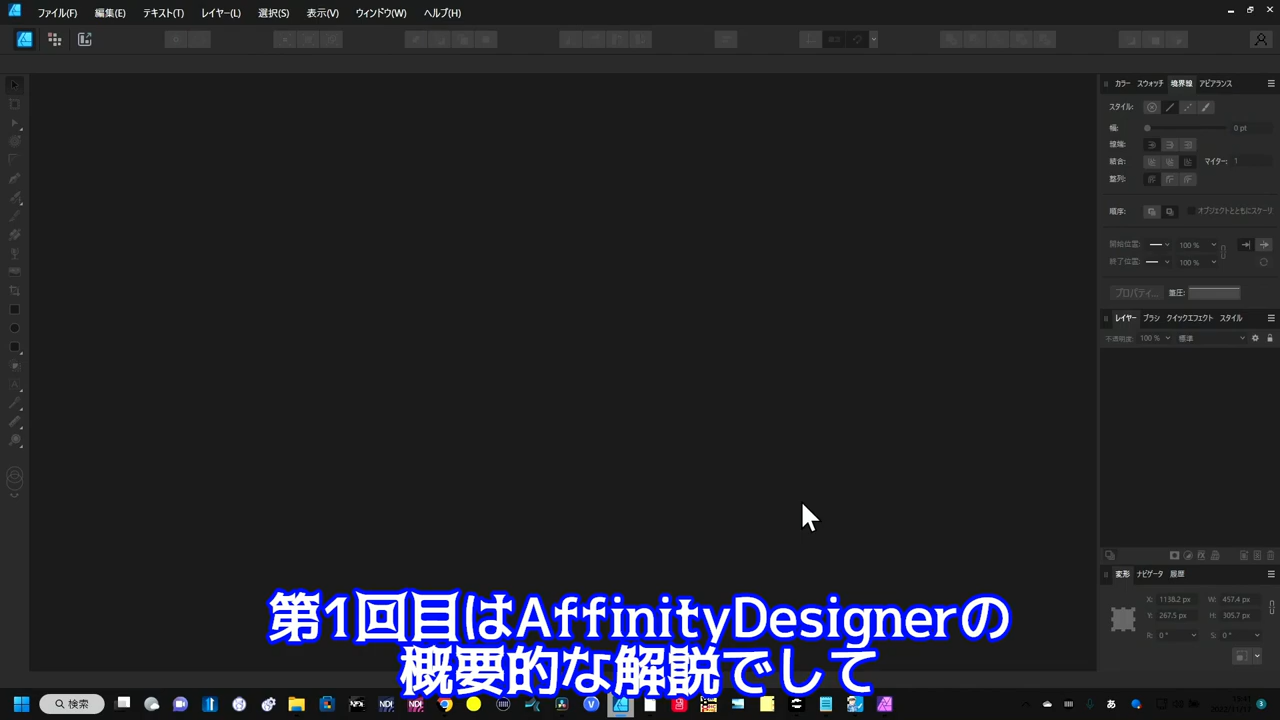 ファイル(F) 編集(E) テキスト(T) レイヤー(L) 選択(S) 表示(V) ウィンドウ(W) ヘルプ(H)
カラー スウォッチ 境界線 アピアランス
スタイル:
幅: 0 pt
線端:
結合: マイター: 1
整列:
順序: オブジェクトとともにスケーリ
開始位置: 100 %
終了位置: 100 %
プロパティ... 筆圧:
レイヤー ブラシ クイックエフェクト スタイル
不透明度: 100 % 標準
変形 ナビゲータ 履歴
X: 1138.2 px W: 457.4 px
Y: 267.5 px H: 305.7 px
R: 0 ° S: 0 °
第1回目はAffinityDesignerの
概要的な解説でして
検索
2022/11/17